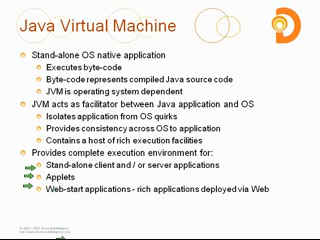 Java Virtual Machine
Stand-alone OS native application
Executes byte-code
Byte-code represents compiled Java source code
JVM is operating system dependent
JVM acts as facilitator between Java application and OS
Isolates application from OS quirks
Provides consistency across OS to application
Contains a host of rich execution facilities
Provides complete execution environment for:
Stand-alone client and / or server applications
Applets
Web-start applications - rich applications deployed via Web